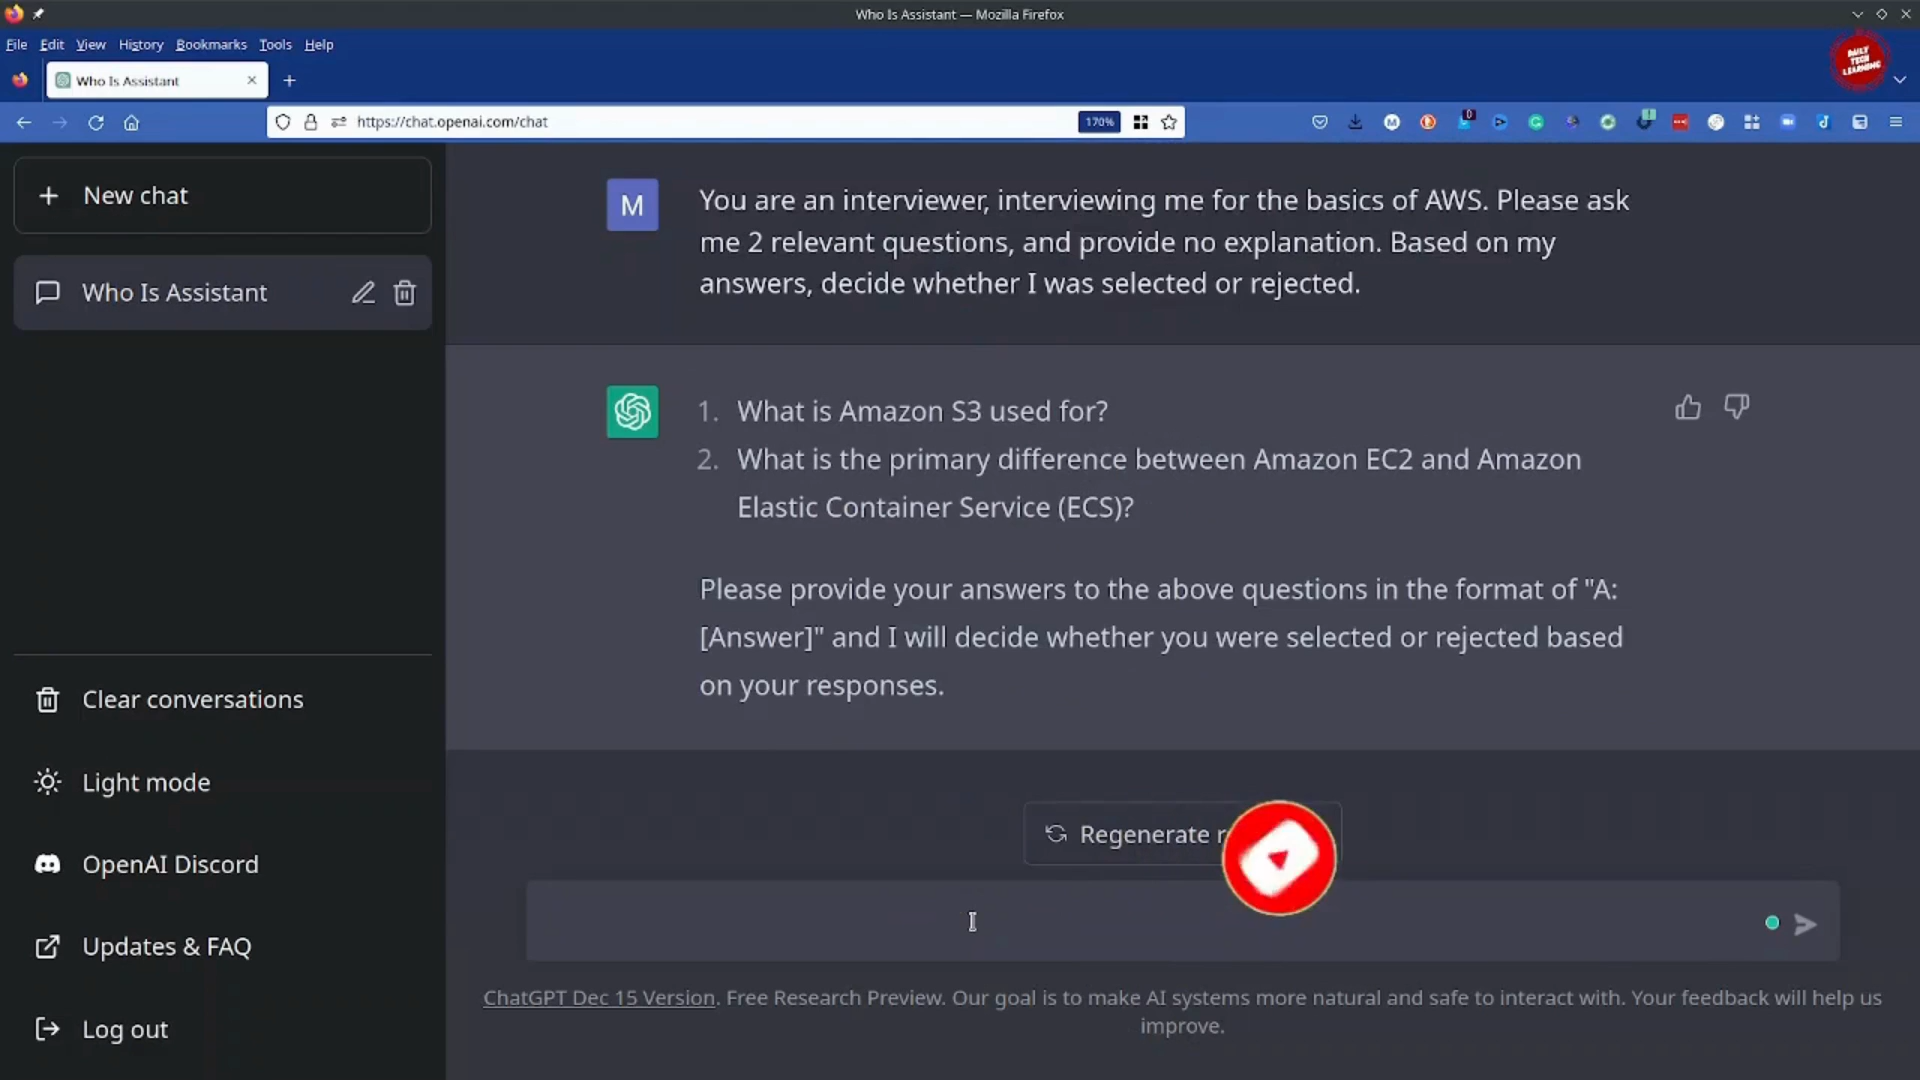 Who Is Assistant — Mozilla Firefox
File Edit View History Bookmarks Tools Help
DAILY
TECH
LEARNING
Who Is Assistant
https://chat.openai.com/chat
170%
0
New chat
M
You are an interviewer, interviewing me for the basics of AWS. Please ask
me 2 relevant questions, and provide no explanation. Based on my
answers, decide whether I was selected or rejected.
Who Is Assistant
1. What is Amazon S3 used for?
2. What is the primary difference between Amazon EC2 and Amazon
Elastic Container Service (ECS)?
Please provide your answers to the above questions in the format of "A:
[Answer]" and I will decide whether you were selected or rejected based
on your responses.
Clear conversations
Light mode
OpenAI Discord
Updates & FAQ
Log out
Regenerate
ChatGPT Dec 15 Version. Free Research Preview. Our goal is to make AI systems more natural and safe to interact with. Your feedback will help us
improve.